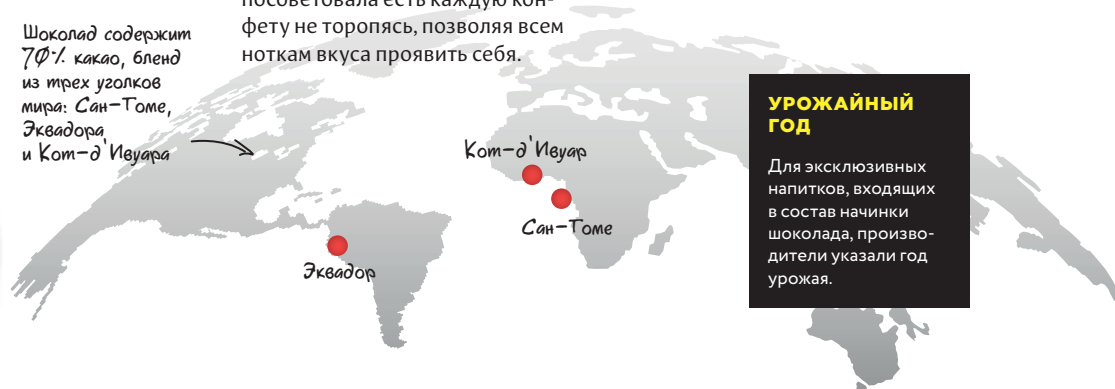 посоветовала есть каждую кон-
фету не торопясь, позволяя всем
ноткам вкуса проявить себя.
Шоколад содержит
70% какао, бленд
из трех уголков
мира: Сан-Томе,
Эквадора
и Кот-д'Ивуара
Кот-д'Ивуар
Сан-Томе
Эквадор
УРОЖАЙНЫЙ
ГОД
Для эксклюзивных
напитков, входящих
в состав начинки
шоколада, произво-
дители указали год
урожая.